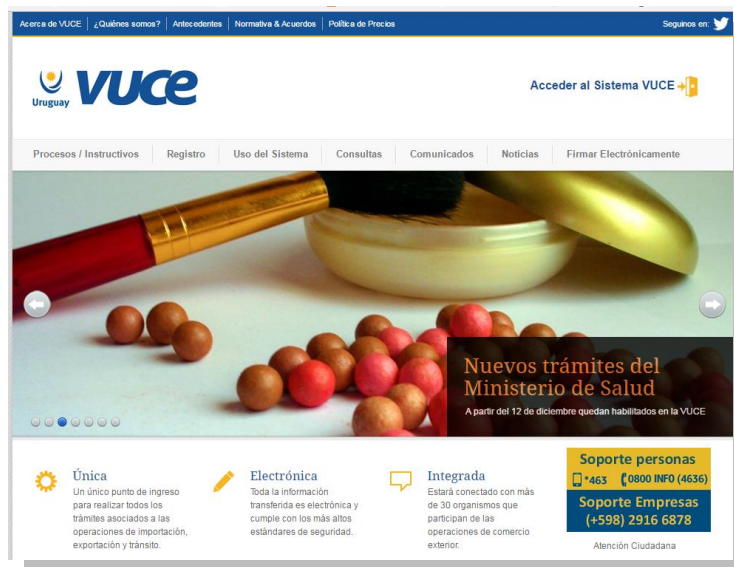 Acerca de VUCE
¿Quiénes somos?
Antecedentes
Normativa & Acuerdos
Política de Precios
Seguinos en:
Uruguay
VUCE
Acceder al Sistema VUCE
Procesos / Instructivos
Registro
Uso del Sistema
Consultas
Comunicados
Noticias
Firmar Electrónicamente
Nuevos trámites del
Ministerio de Salud
A partir del 12 de diciembre quedan habilitados en la VUCE
Única
Un único punto de ingreso
para realizar todos los
trámites asociados a las
operaciones de importación,
exportación y tránsito.
Electrónica
Toda la información
transferida es electrónica y
cumple con los más altos
estándares de seguridad.
Integrada
Estará conectado con más
de 30 organismos que
participan de las
operaciones de comercio
exterior.
Soporte personas
*463
0800 INFO (4636)
Soporte Empresas
(+598) 2916 6878
Atención Ciudadana